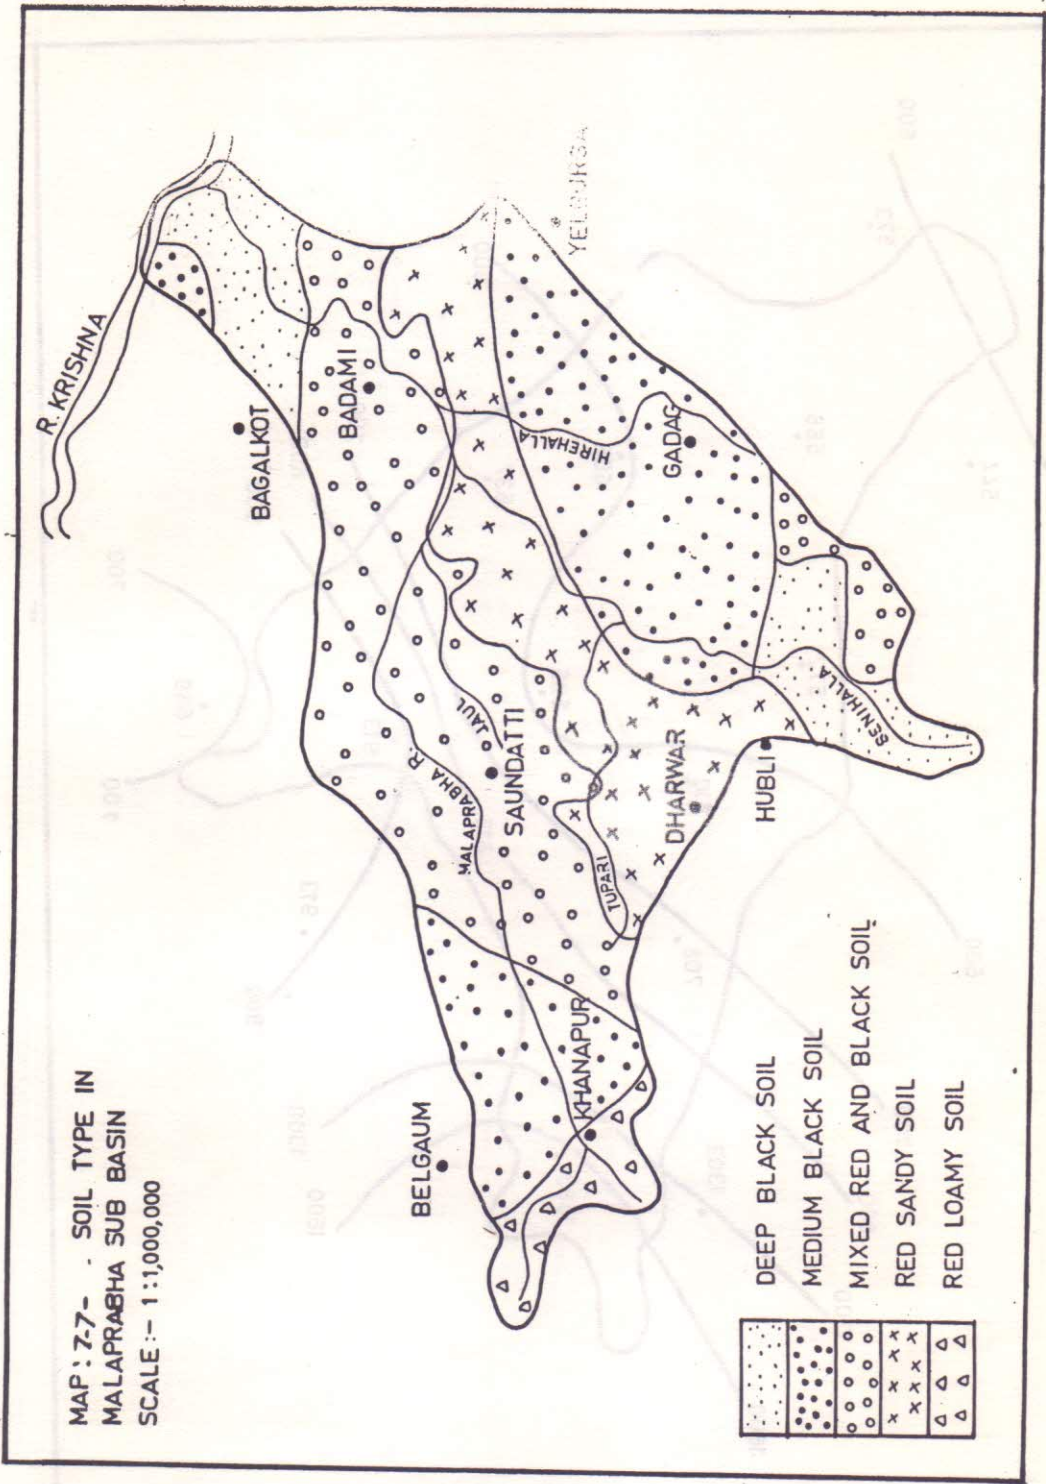 MAP : 7.7- . SOIL TYPE IN
MALAPRABHA SUB BASIN
SCALE :- 1 : 1,000,000
R. KRISHNA
BAGALKOT
BADAMI
YELBURGA
BELGAUM
MALAPRABHA R.
JAUL
SAUNDATTI
HIREHALLA
GADAG
KHANAPUR
TUPARI
DHARWAR
HUBLI
BENIHALLA
DEEP BLACK SOIL
MEDIUM BLACK SOIL
MIXED RED AND BLACK SOIL
RED SANDY SOIL
RED LOAMY SOIL